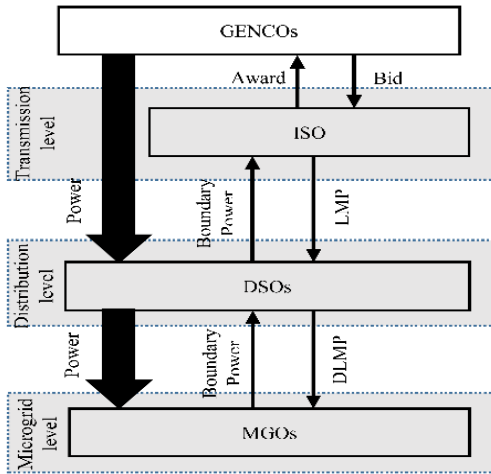 GENCOs
Award
Bid
Transmission
level
ISO
Power
Boundary
Power
LMP
Distribution
level
DSOs
Power
Boundary
Power
DLMP
Microgrid
level
MGOs